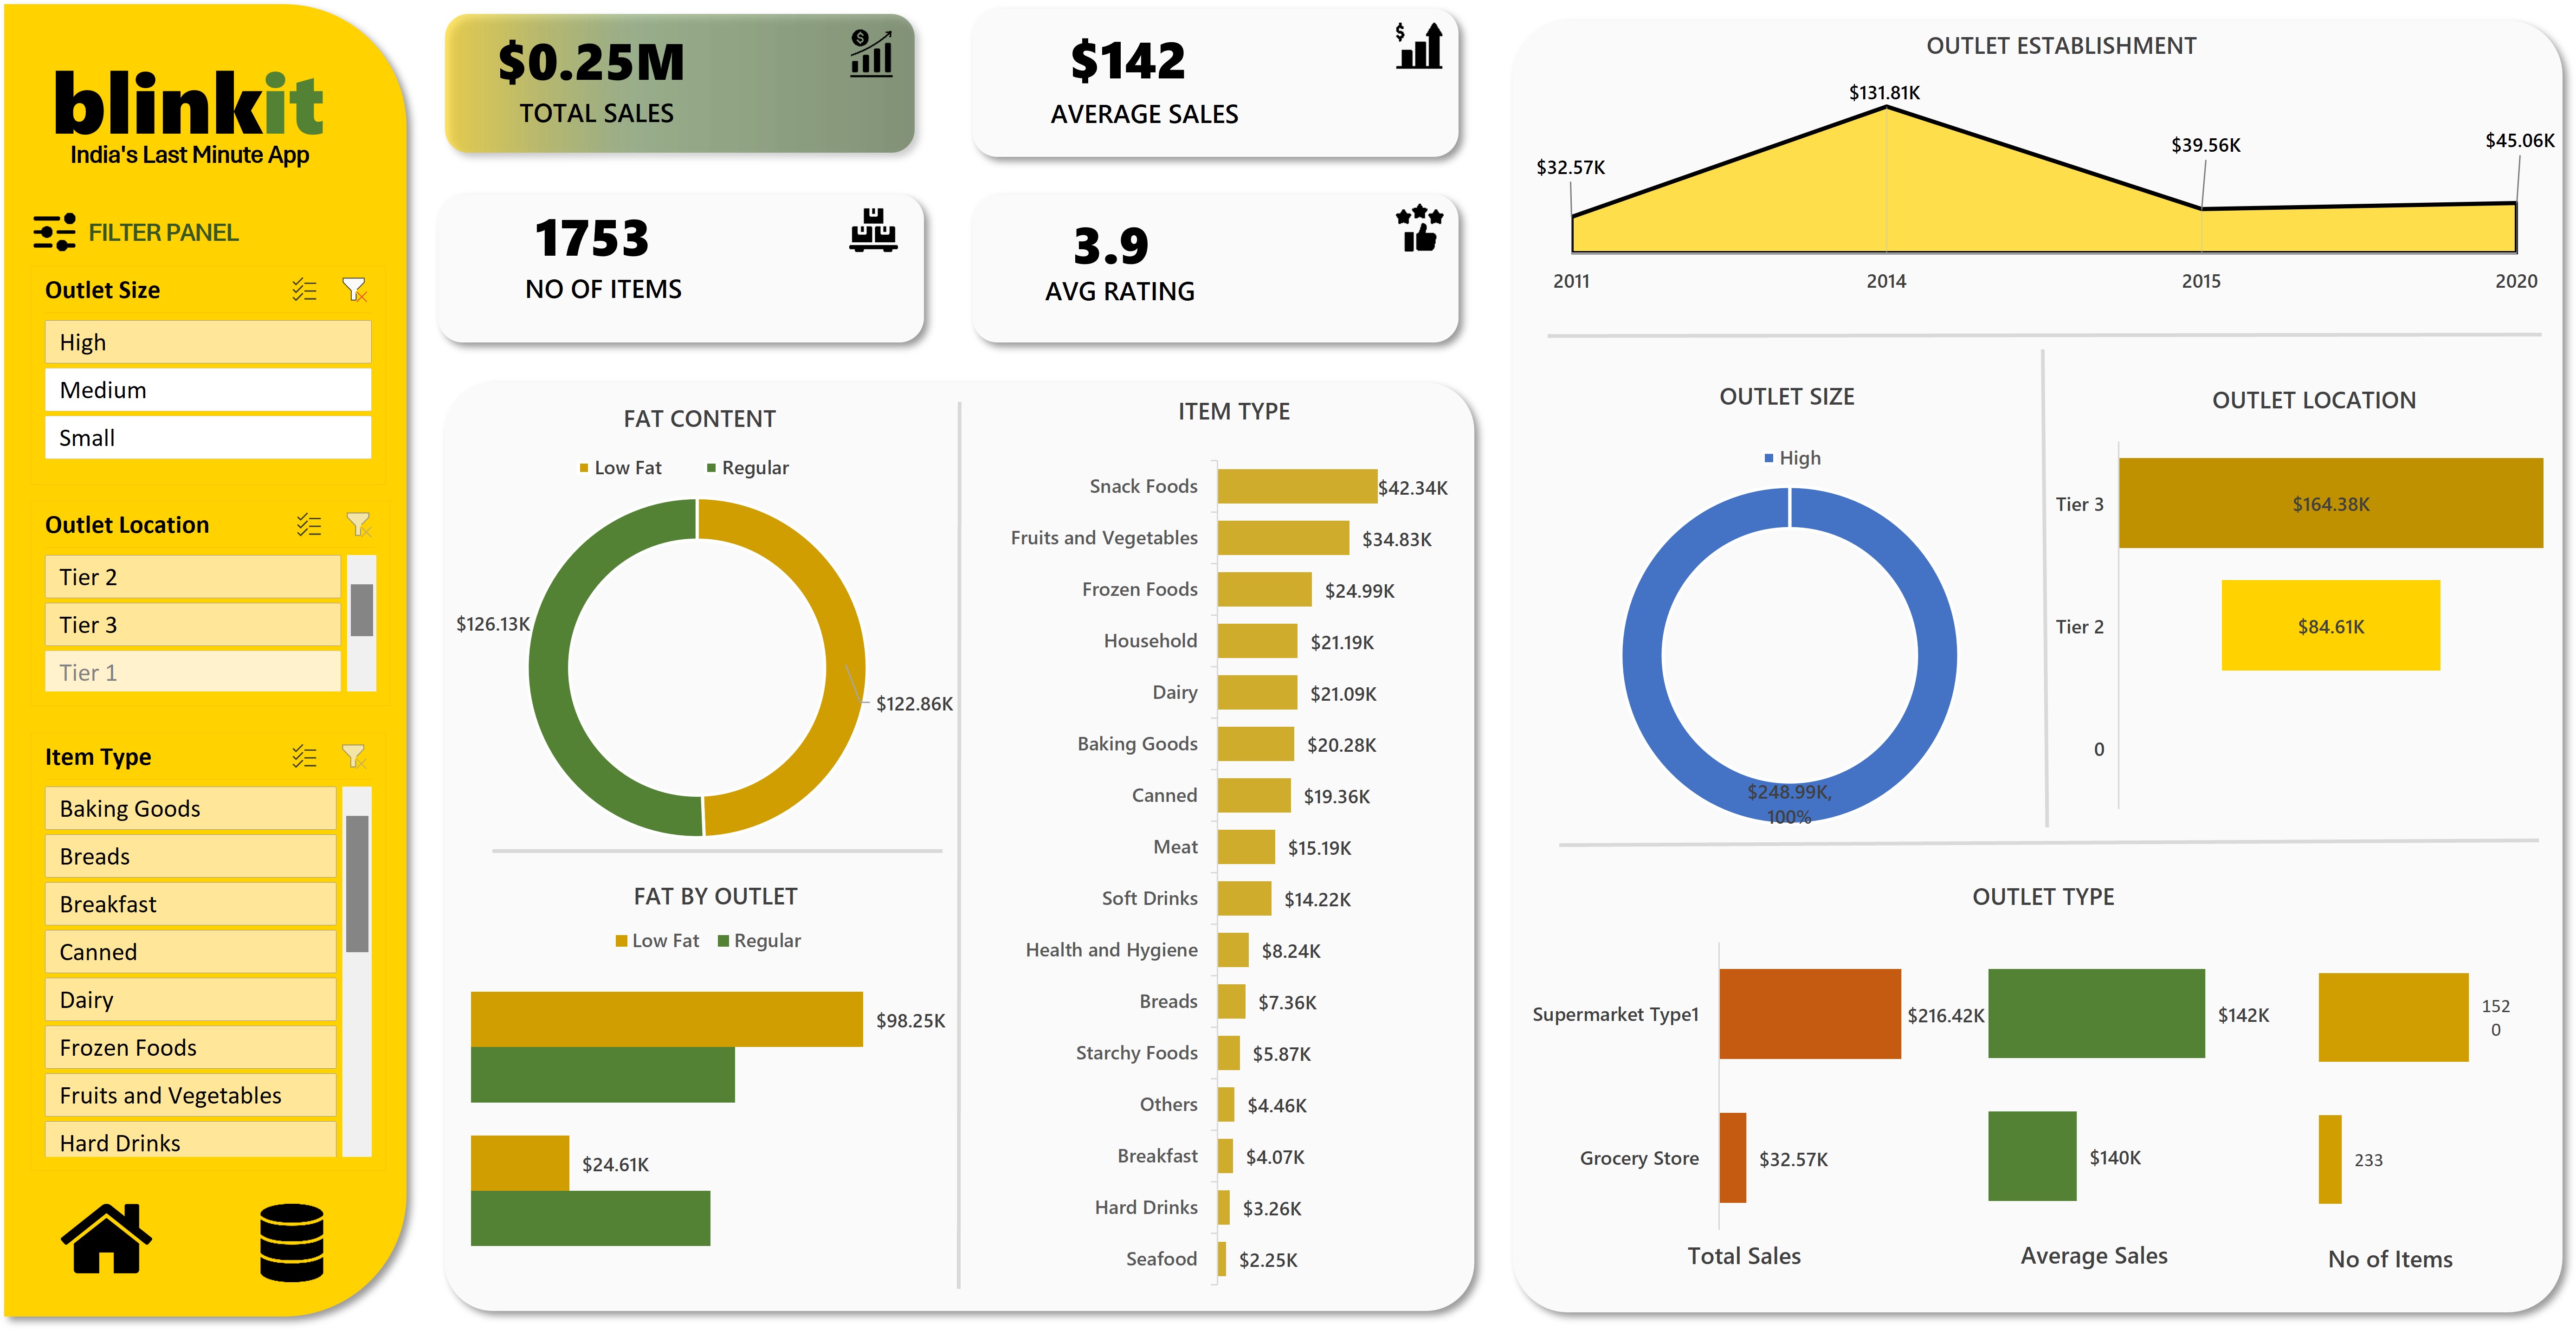 blinkit
India's Last Minute App
FILTER PANEL
Outlet Size
High
Medium
Small
Outlet Location
Tier 2
Tier 3
Tier 1
Item Type
Baking Goods
Breads
Breakfast
Canned
Dairy
Frozen Foods
Fruits and Vegetables
Hard Drinks
$0.25M
TOTAL SALES
$142
AVERAGE SALES
1753
NO OF ITEMS
3.9
AVG RATING
FAT CONTENT
Low Fat Regular
$126.13K
$122.86K
FAT BY OUTLET
Low Fat Regular
$98.25K
$24.61K
ITEM TYPE
Snack Foods $42.34K
Fruits and Vegetables $34.83K
Frozen Foods $24.99K
Household $21.19K
Dairy $21.09K
Baking Goods $20.28K
Canned $19.36K
Meat $15.19K
Soft Drinks $14.22K
Health and Hygiene $8.24K
Breads $7.36K
Starchy Foods $5.87K
Others $4.46K
Breakfast $4.07K
Hard Drinks $3.26K
Seafood $2.25K
OUTLET ESTABLISHMENT
$32.57K
$131.81K
$39.56K
$45.06K
2011 2014 2015 2020
OUTLET SIZE
High
$248.99K,
100%
OUTLET LOCATION
Tier 3 $164.38K
Tier 2 $84.61K
0
OUTLET TYPE
Supermarket Type1 $216.42K $142K 152
0
Grocery Store $32.57K $140K 233
Total Sales Average Sales No of Items